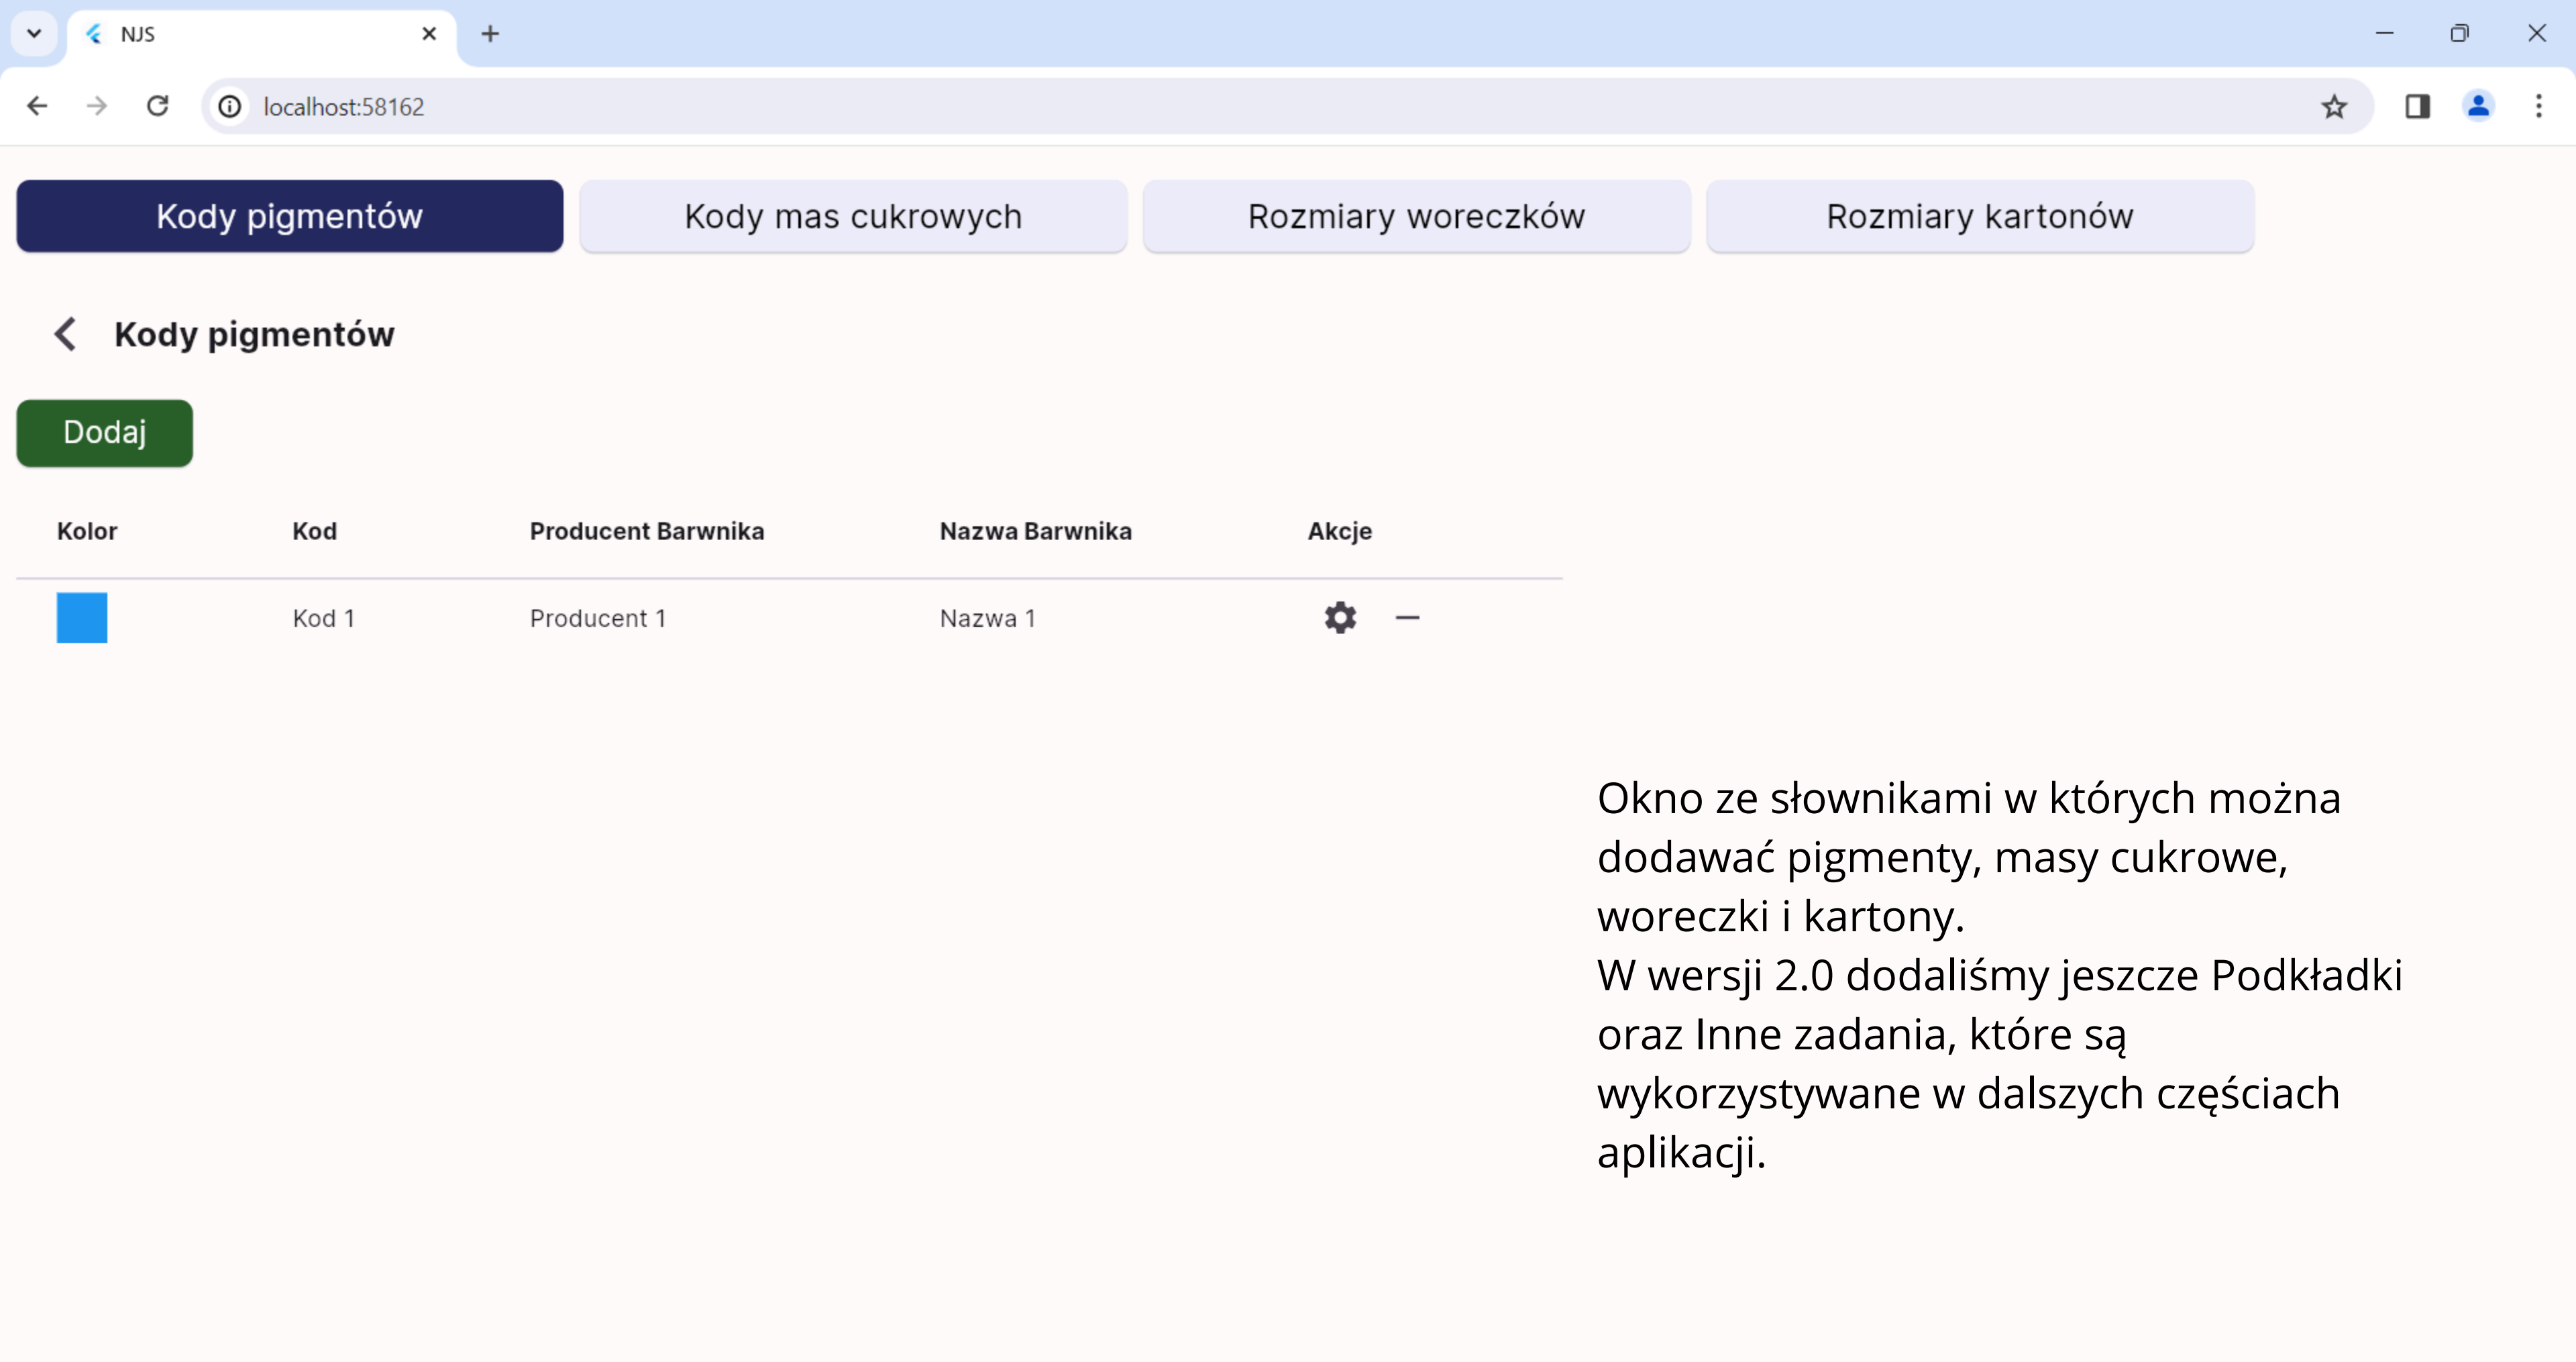 NJS
localhost:58162
Kody pigmentów Kody mas cukrowych Rozmiary woreczków Rozmiary kartonów
Kody pigmentów
Dodaj
Kolor Kod Producent Barwnika Nazwa Barwnika Akcje
Kod 1 Producent 1 Nazwa 1
Okno ze słownikami w których można
dodawać pigmenty, masy cukrowe,
woreczki i kartony.
W wersji 2.0 dodaliśmy jeszcze Podkładki
oraz Inne zadania, które są
wykorzystywane w dalszych częściach
aplikacji.